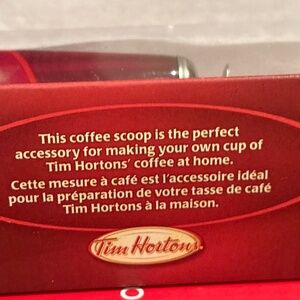 This coffee scoop is the perfect
accessory for making your own cup of
Tim Hortons' coffee at home.
Cette mesure à café est l'accessoire idéal
pour la préparation de votre tasse de café
Tim Hortons à la maison.
Tim Hortons